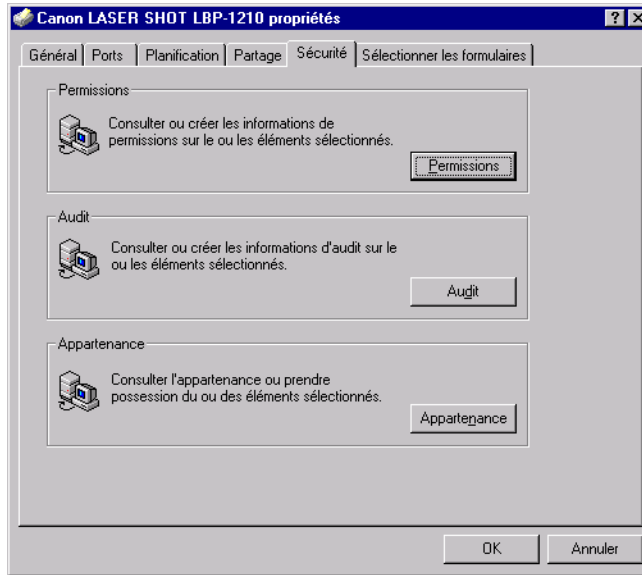 Canon LASER SHOT LBP-1210 propriétés
Général Ports Planification Partage Sécurité Sélectionner les formulaires
Permissions
Consulter ou créer les informations de
permissions sur le ou les éléments sélectionnés.
Permissions
Audit
Consulter ou créer les informations d'audit sur le
ou les éléments sélectionnés.
Audit
Appartenance
Consulter l'appartenance ou prendre
possession du ou des éléments sélectionnés.
Appartenance
OK Annuler